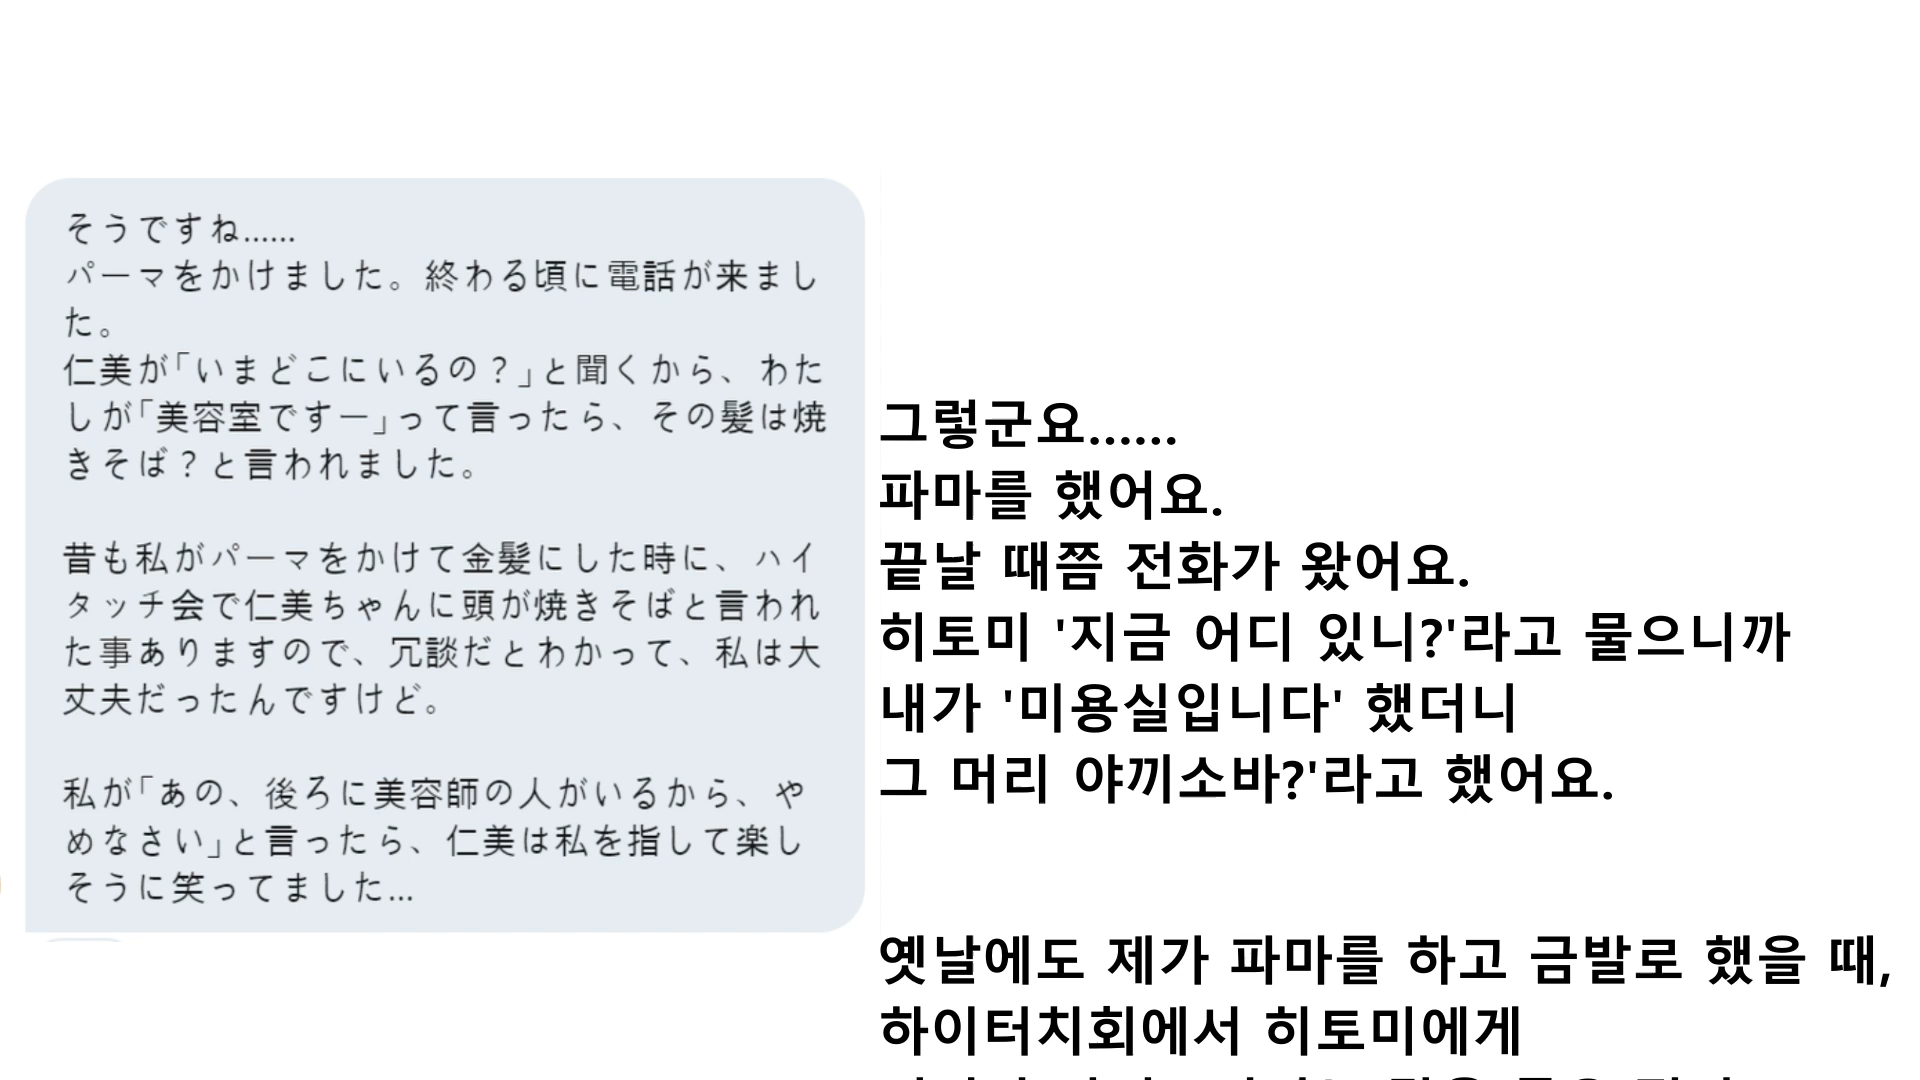 そうですね......
パーマをかけました。終わる頃に電話が来まし
た。
仁美が「いまどこにいるの？」と聞くから、わた
しが「美容室ですー」って言ったら、その髪は焼
きそば？と言われました。
昔も私がパーマをかけて金髪にした時に、ハイ
タッチ会で仁美ちゃんに頭が焼きそばと言われ
た事ありますので、冗談だとわかって、私は大
丈夫だったんですけど。
私が「あの、後ろに美容師の人がいるから、や
めなさい」と言ったら、仁美は私を指して楽し
そうに笑ってました...
그렇군요......
파마를 했어요.
끝날 때쯤 전화가 왔어요.
히토미 '지금 어디 있니?'라고 물으니까
내가 '미용실입니다' 했더니
그 머리 야끼소바?'라고 했어요.
옛날에도 제가 파마를 하고 금발로 했을 때,
하이터치회에서 히토미에게